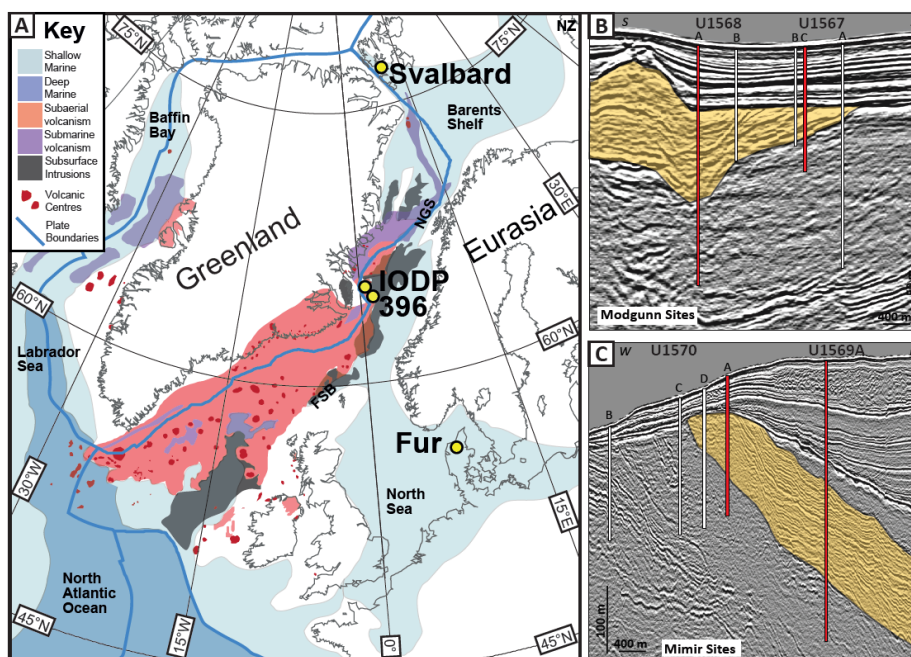 A
Key
Shallow
Marine
Deep
Marine
Subaerial
volcanism
Submarine
volcanism
Subsurface
Intrusions
Volcanic
Centres
Plate
Boundaries
75°N
Baffin
Bay
Svalbard
75°N
NZ
Barents
Shelf
30°E
Greenland
NGS
Eurasia
IODP
396
60°N
60°N
Labrador
Sea
FSB
Fur
30°W
North
Sea
15°E
North
Atlantic
Ocean
45°N
15°W
0°
45°N
B
S
U1568
U1567
A
B
B C
A
Modgunn Sites
400 m
C
W
U1570
U1569A
B
C
D
A
100 m
400 m
Mimir Sites